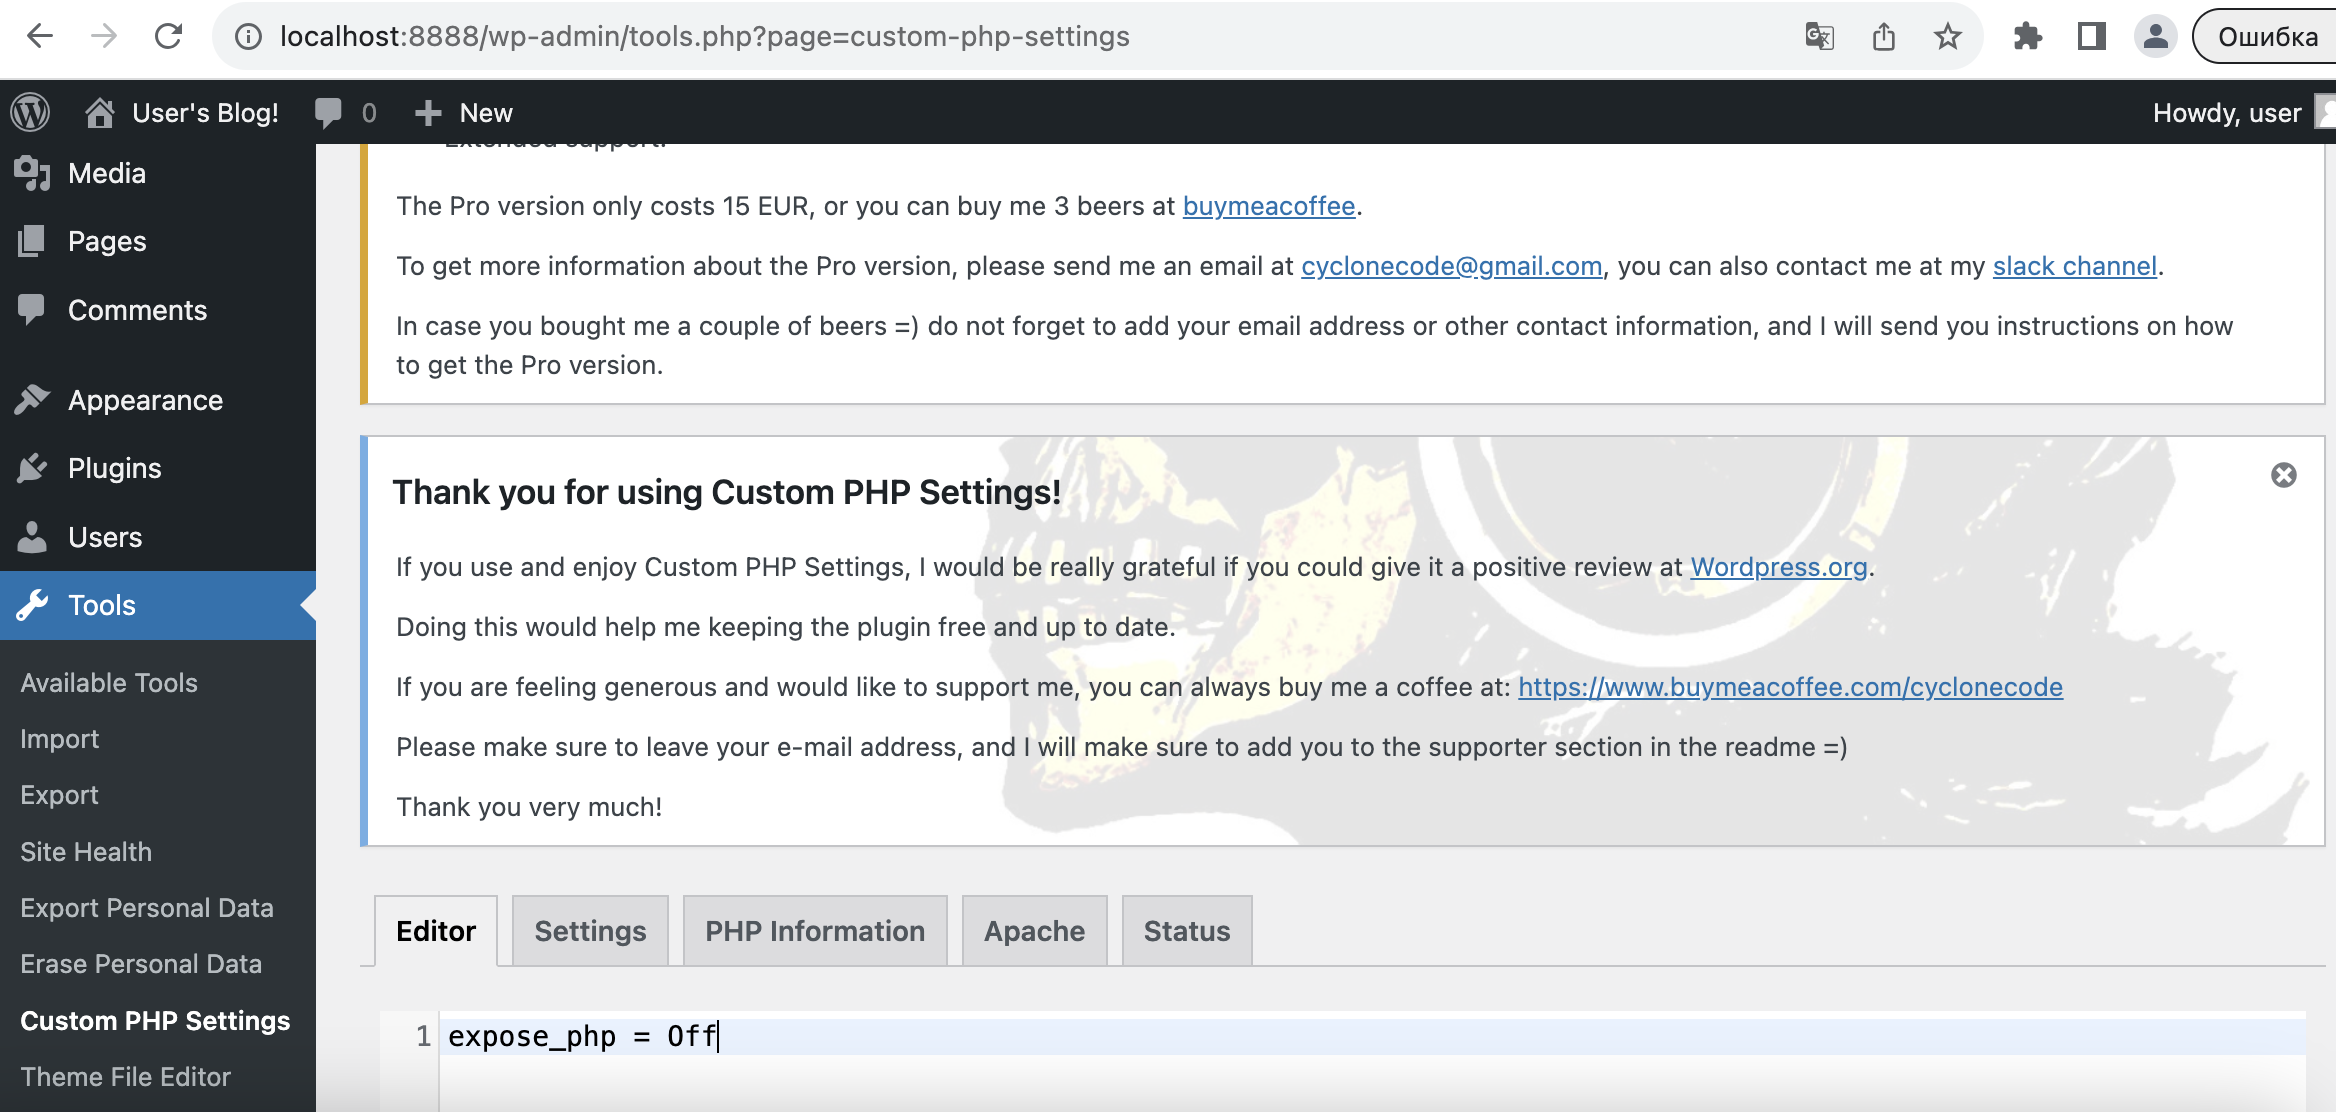 localhost:8888/wp-admin/tools.php?page=custom-php-settings
Ошибка
User's Blog!
0
New
Howdy, user
Media
Pages
Comments
Appearance
Plugins
Users
Tools
Available Tools
Import
Export
Site Health
Export Personal Data
Erase Personal Data
Custom PHP Settings
Theme File Editor
Extended support.
The Pro version only costs 15 EUR, or you can buy me 3 beers at buymeacoffee.
To get more information about the Pro version, please send me an email at cyclonecode@gmail.com, you can also contact me at my slack channel.
In case you bought me a couple of beers =) do not forget to add your email address or other contact information, and I will send you instructions on how
to get the Pro version.
Thank you for using Custom PHP Settings!
If you use and enjoy Custom PHP Settings, I would be really grateful if you could give it a positive review at Wordpress.org.
Doing this would help me keeping the plugin free and up to date.
If you are feeling generous and would like to support me, you can always buy me a coffee at: https://www.buymeacoffee.com/cyclonecode
Please make sure to leave your e-mail address, and I will make sure to add you to the supporter section in the readme =)
Thank you very much!
Editor
Settings
PHP Information
Apache
Status
1 expose_php = Off